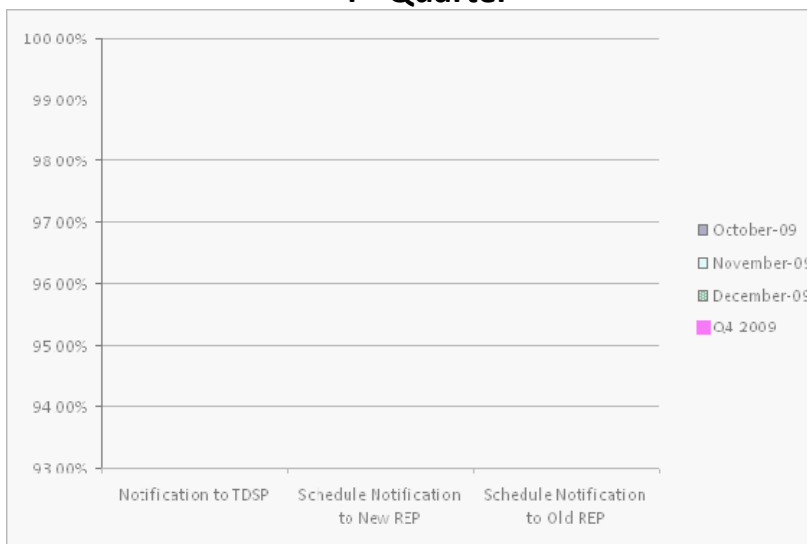 100.00%
99.00%
98.00%
97.00%
96.00%
95.00%
94.00%
93.00%
Notification to TDSP
Schedule Notification
to New REP
Schedule Notification
to Old REP
October-09
November-09
December-09
Q4 2009